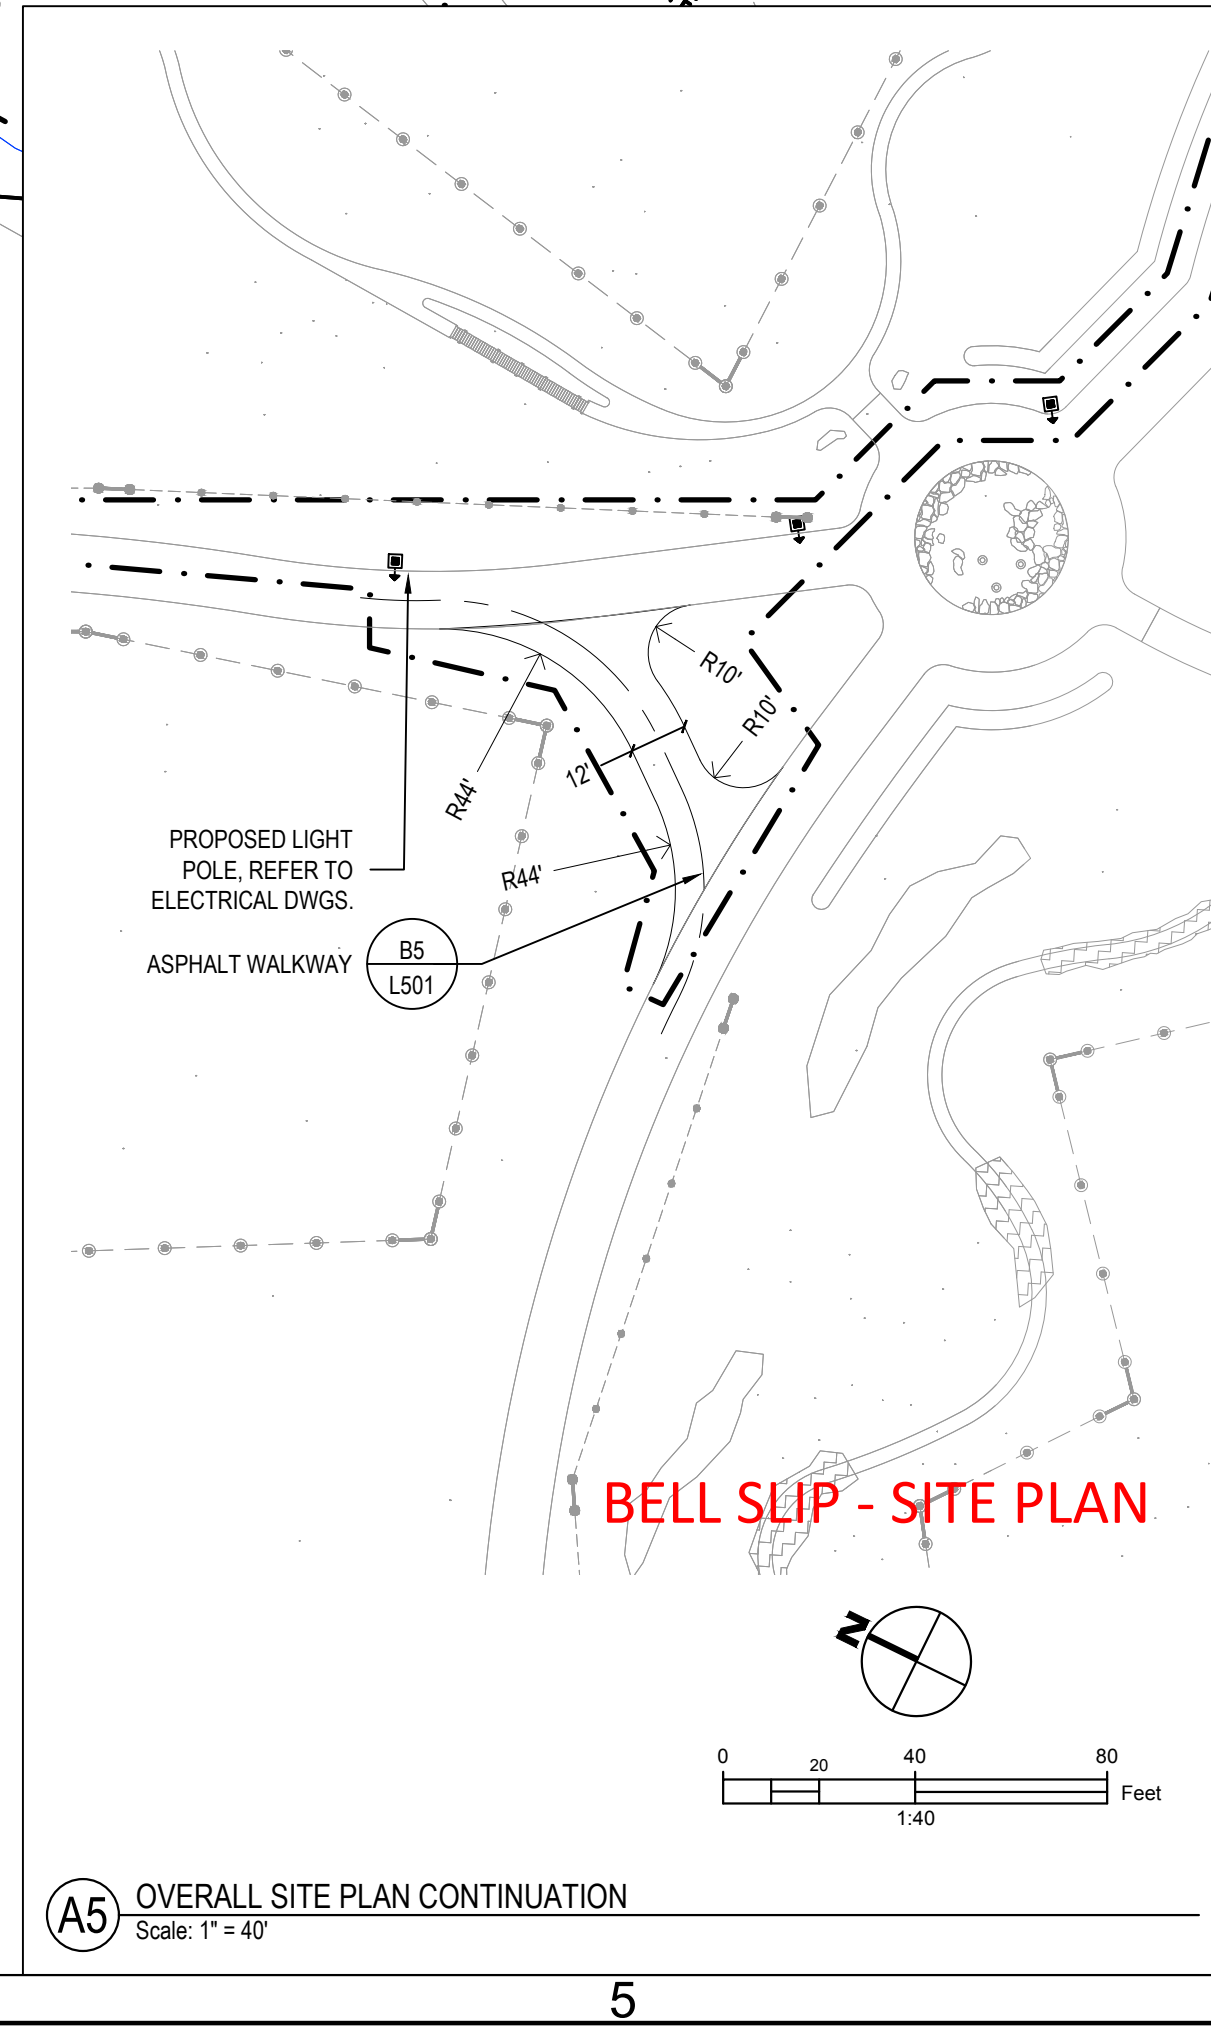 R10'
R10'
R44'
12'
R44'
PROPOSED LIGHT
POLE, REFER TO
ELECTRICAL DWGS.
ASPHALT WALKWAY
B5
L501
BELL SLIP - SITE PLAN
N
0 20 40 80
Feet
1:40
A5
OVERALL SITE PLAN CONTINUATION
Scale: 1" = 40'
5